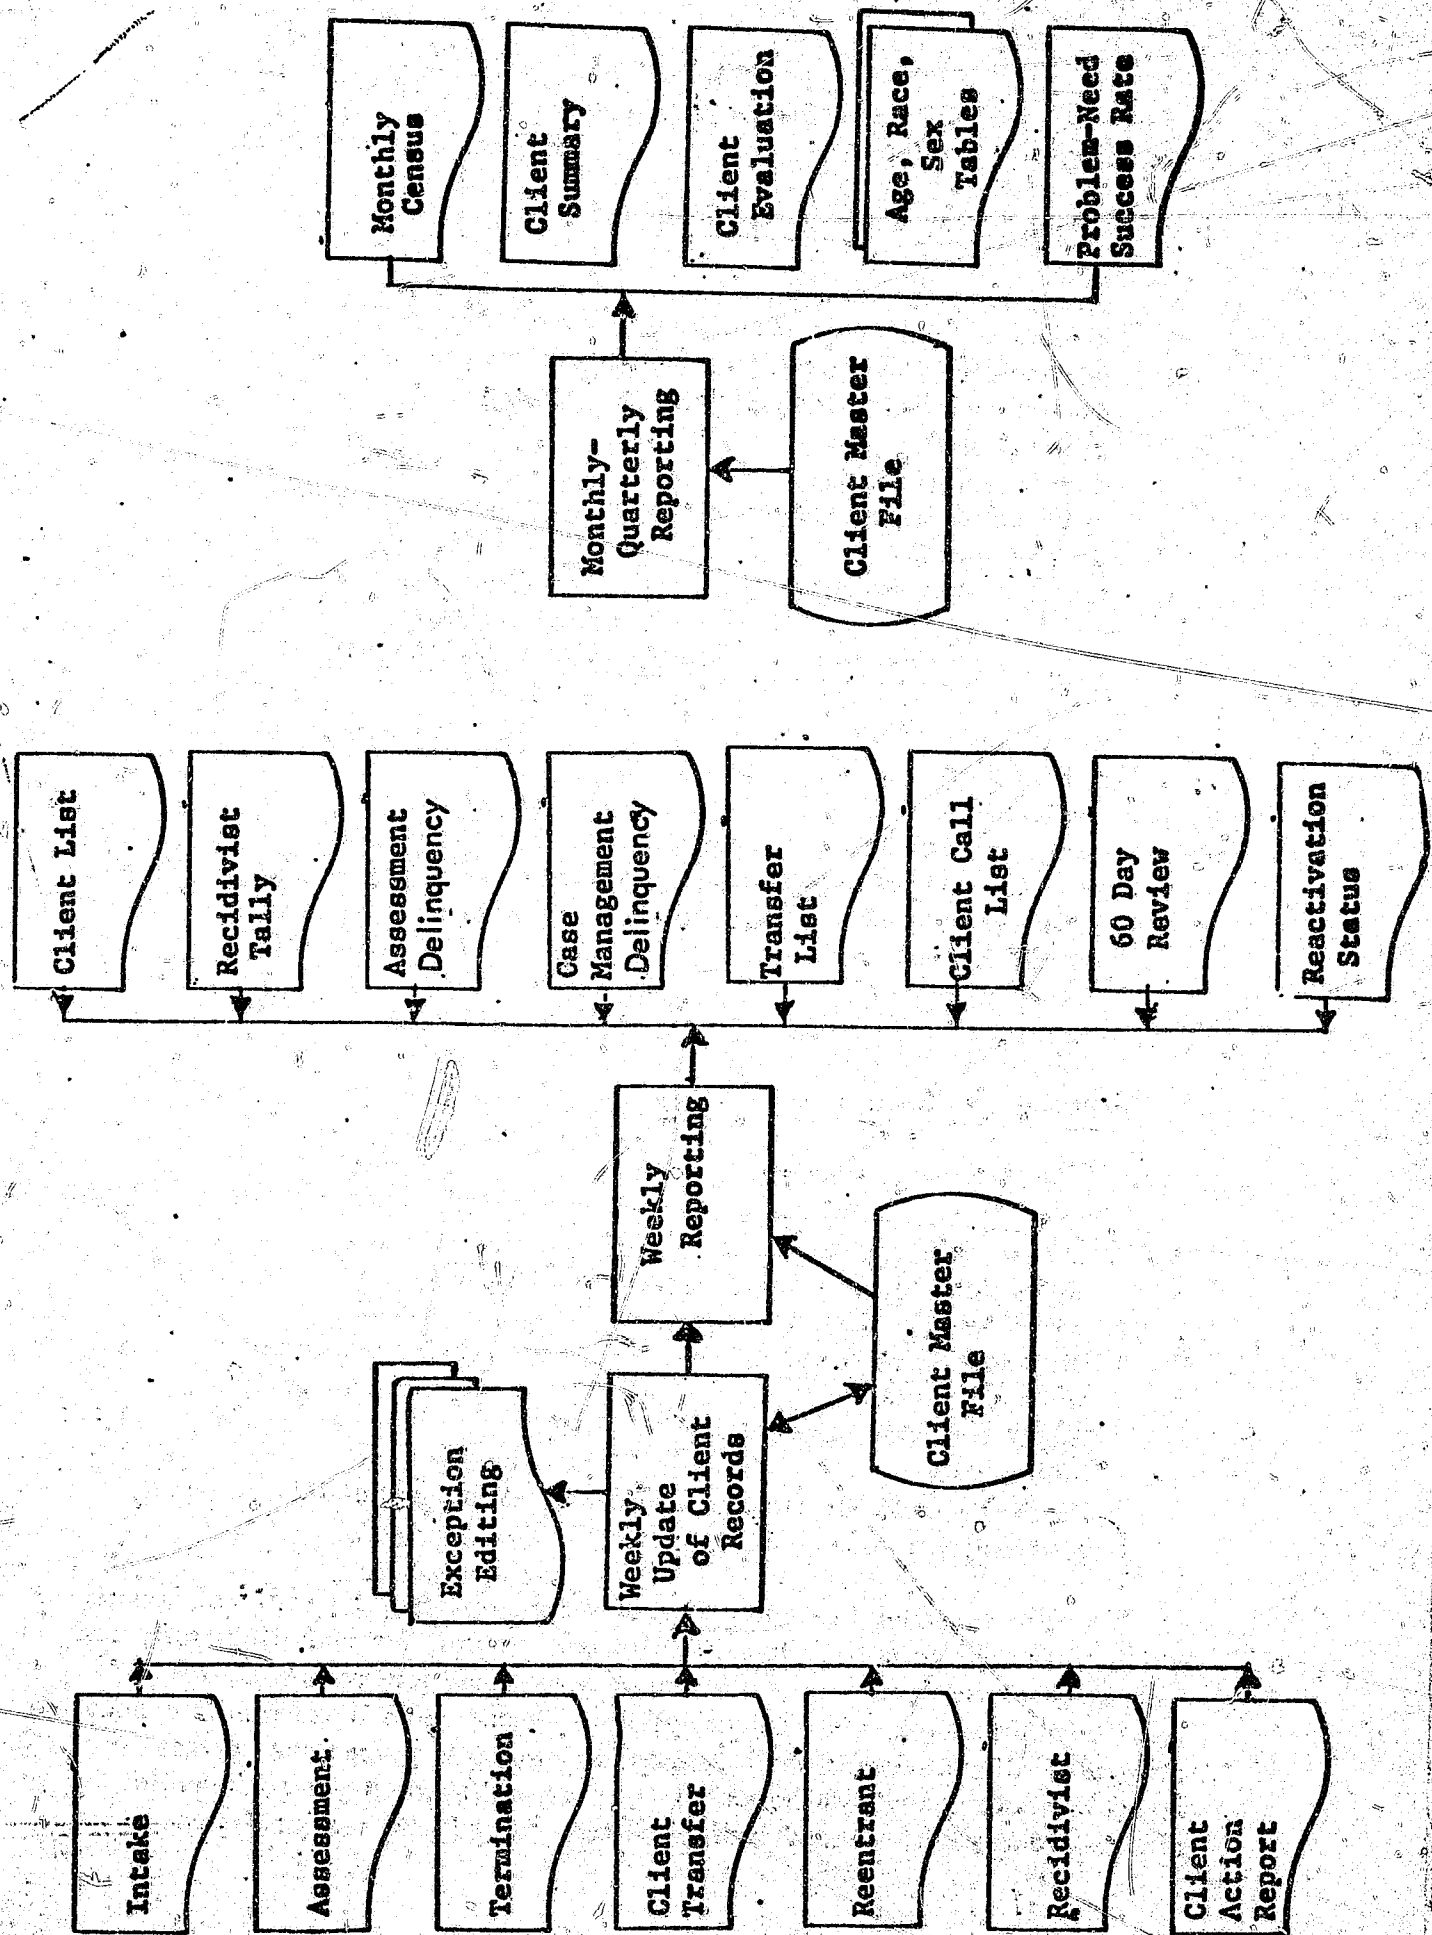 Intake
Assessment.
Termination
Client
Transfer
Reentrant
Recidivist
Client
Action
Report
Exception
Editing
Weekly
Update
of Client
Records
Client Master
File
Weekly
Reporting
Client List
Recidivist
Tally
Assessment
Delinquency
Case
Management
Delinquency
Transfer
List
Client Call
List
60 Day
Review
Reactivation
Status
Monthly-
Quarterly
Reporting
Client Master
File
Monthly
Census
Client
Summary
Client
Evaluation
Age, Race,
Sex
Tables
Problem-Need
Success Rate